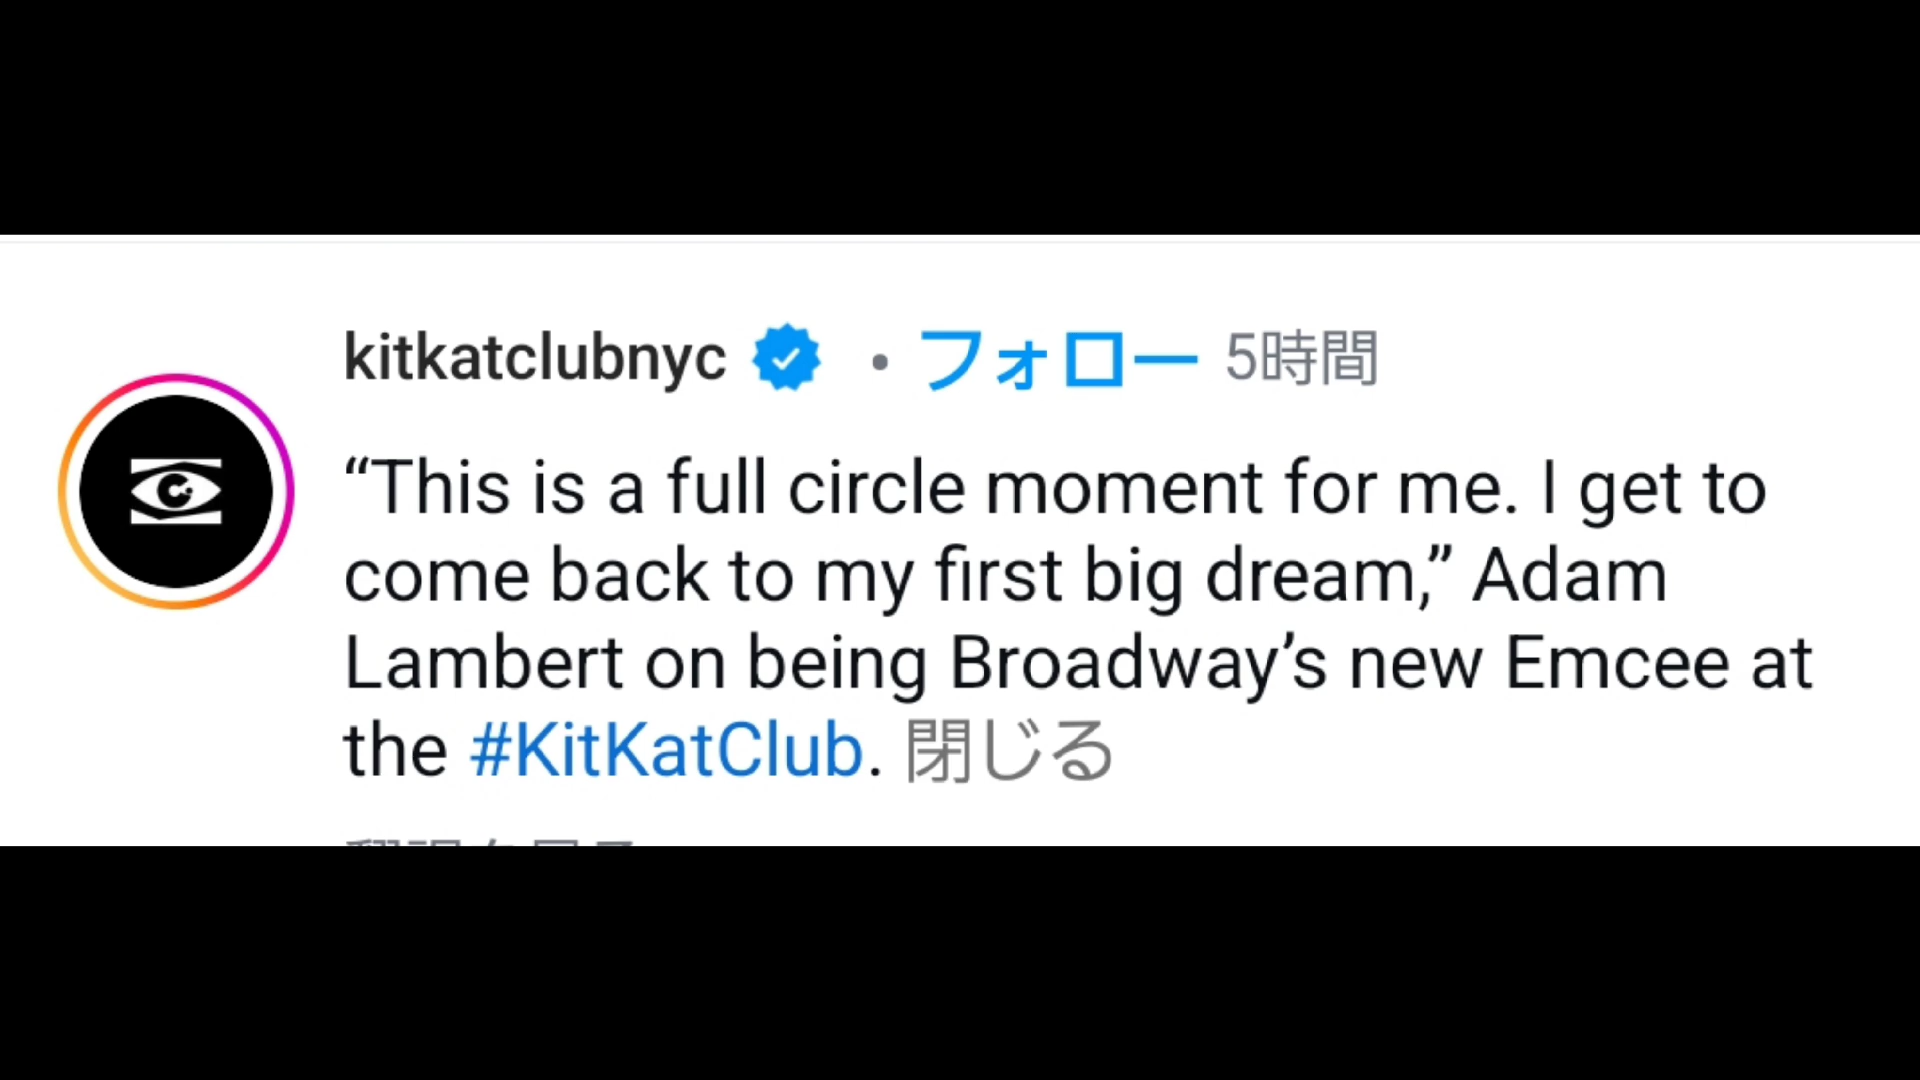 kitkatclubnyc • フォロー 5時間
“This is a full circle moment for me. I get to
come back to my first big dream,” Adam
Lambert on being Broadway’s new Emcee at
the #KitKatClub. 閉じる